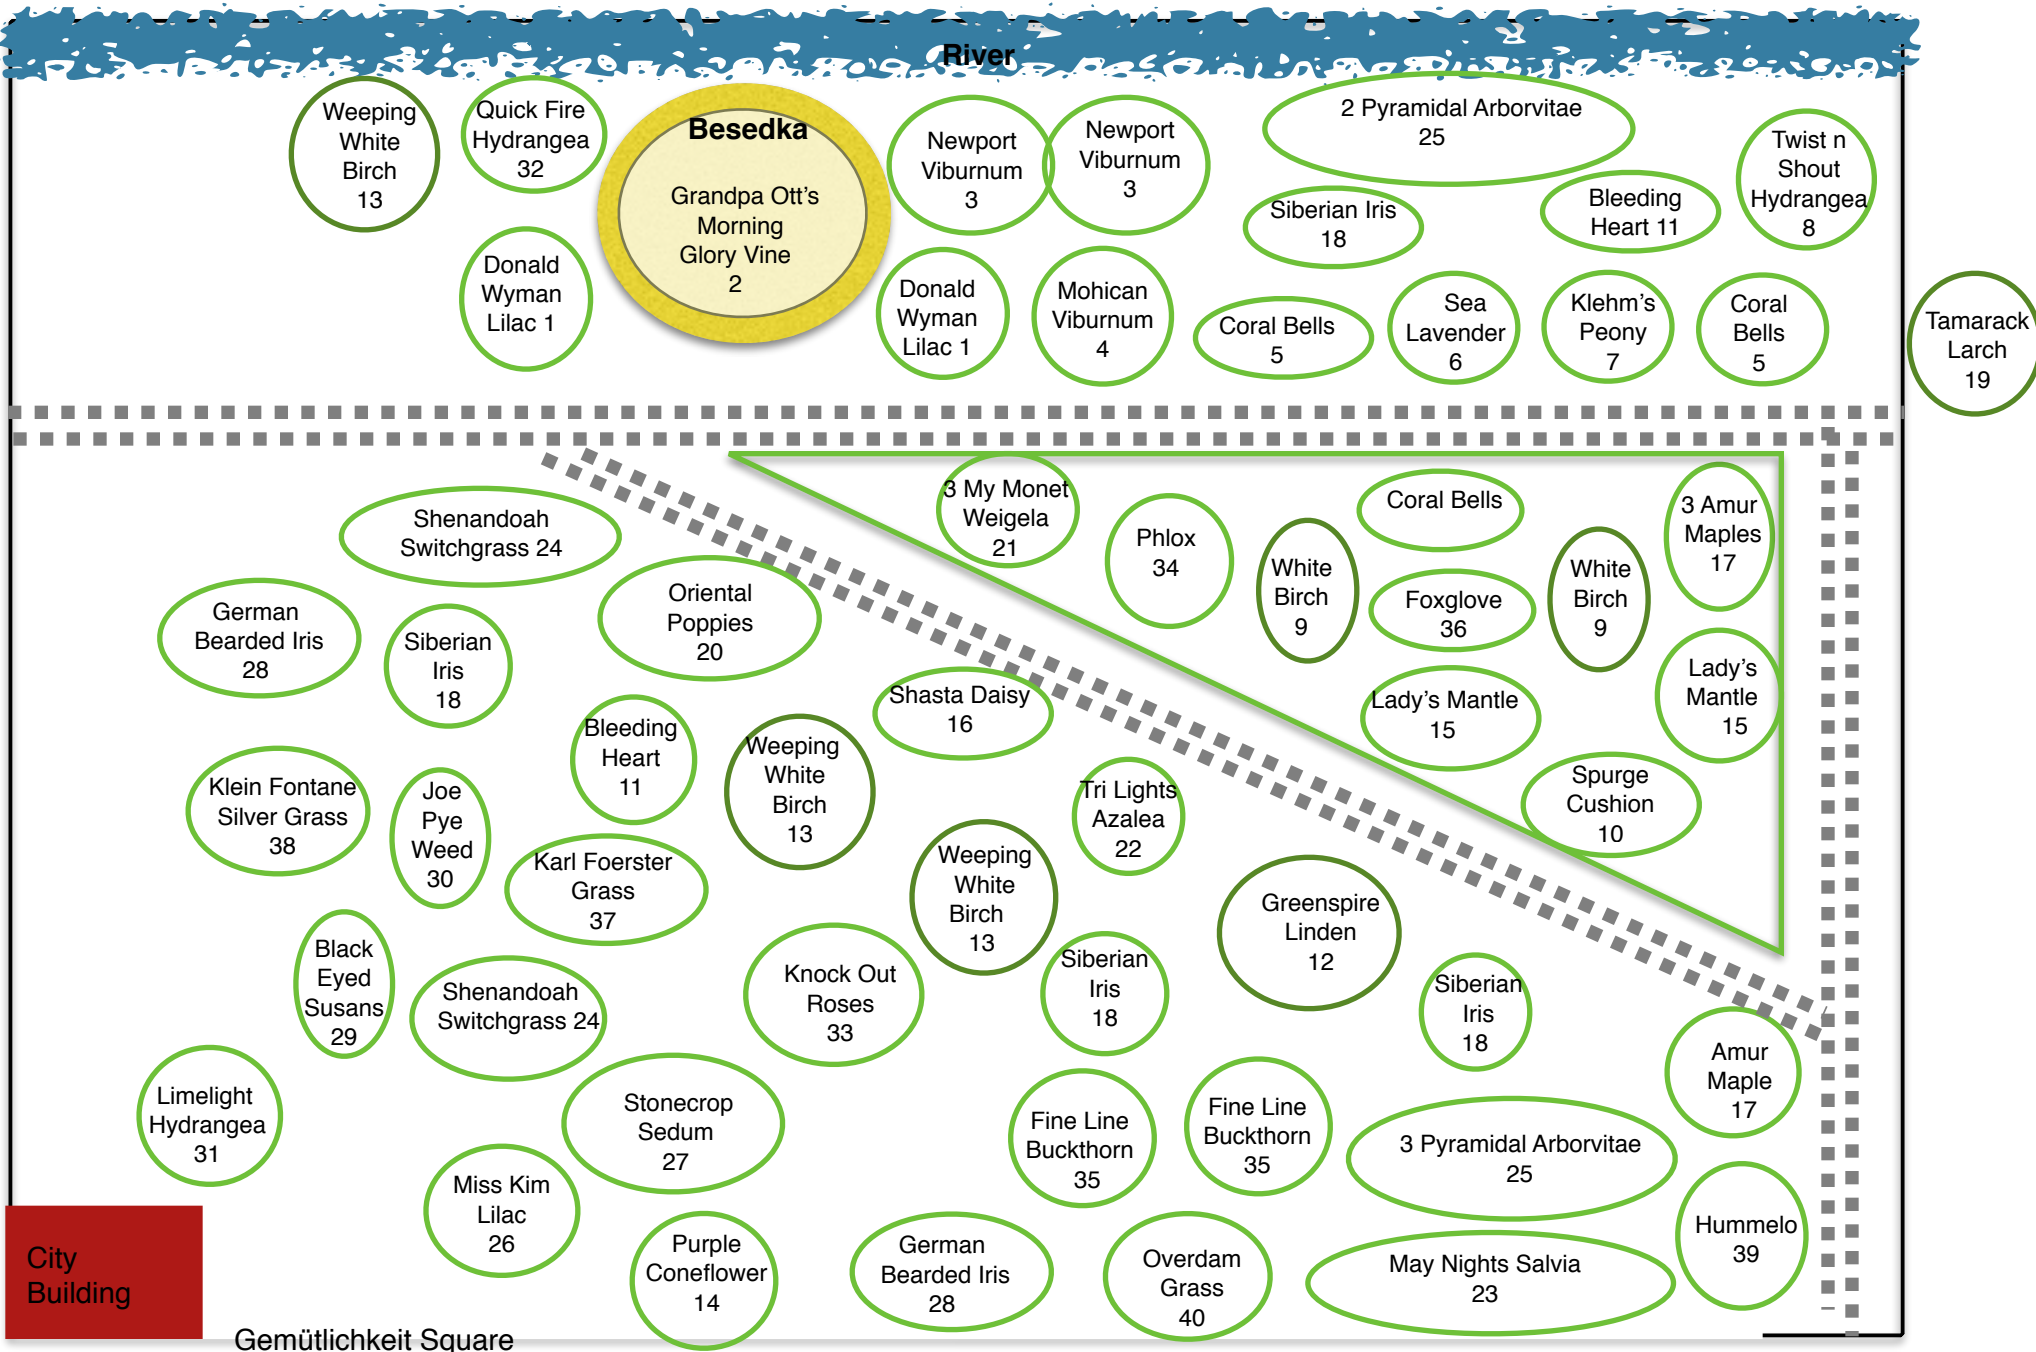 River
Weeping
White
Birch
13
Quick Fire
Hydrangea
32
Besedka
Grandpa Ott's
Morning
Glory Vine
2
Newport
Viburnum
3
Newport
Viburnum
3
2 Pyramidal Arborvitae
25
Twist n
Shout
Hydrangea
8
Siberian Iris
18
Bleeding
Heart 11
Donald
Wyman
Lilac 1
Donald
Wyman
Lilac 1
Mohican
Viburnum
4
Coral Bells
5
Sea
Lavender
6
Klehm's
Peony
7
Coral
Bells
5
Tamarack
Larch
19
3 My Monet
Weigela
21
Phlox
34
White
Birch
9
Coral Bells
Foxglove
36
White
Birch
9
3 Amur
Maples
17
Lady's Mantle
15
Lady's
Mantle
15
Spurge
Cushion
10
Shenandoah
Switchgrass 24
German
Bearded Iris
28
Siberian
Iris
18
Oriental
Poppies
20
Shasta Daisy
16
Bleeding
Heart
11
Weeping
White
Birch
13
Klein Fontane
Silver Grass
38
Joe
Pye
Weed
30
Karl Foerster
Grass
37
Weeping
White
Birch
13
Tri Lights
Azalea
22
Greenspire
Linden
12
Black
Eyed
Susans
29
Shenandoah
Switchgrass 24
Knock Out
Roses
33
Siberian
Iris
18
Siberian
Iris
18
Amur
Maple
17
Limelight
Hydrangea
31
Stonecrop
Sedum
27
Fine Line
Buckthorn
35
Fine Line
Buckthorn
35
3 Pyramidal Arborvitae
25
Miss Kim
Lilac
26
Purple
Coneflower
14
German
Bearded Iris
28
Overdam
Grass
40
May Nights Salvia
23
Hummelo
39
City
Building
Gemütlichkeit Square